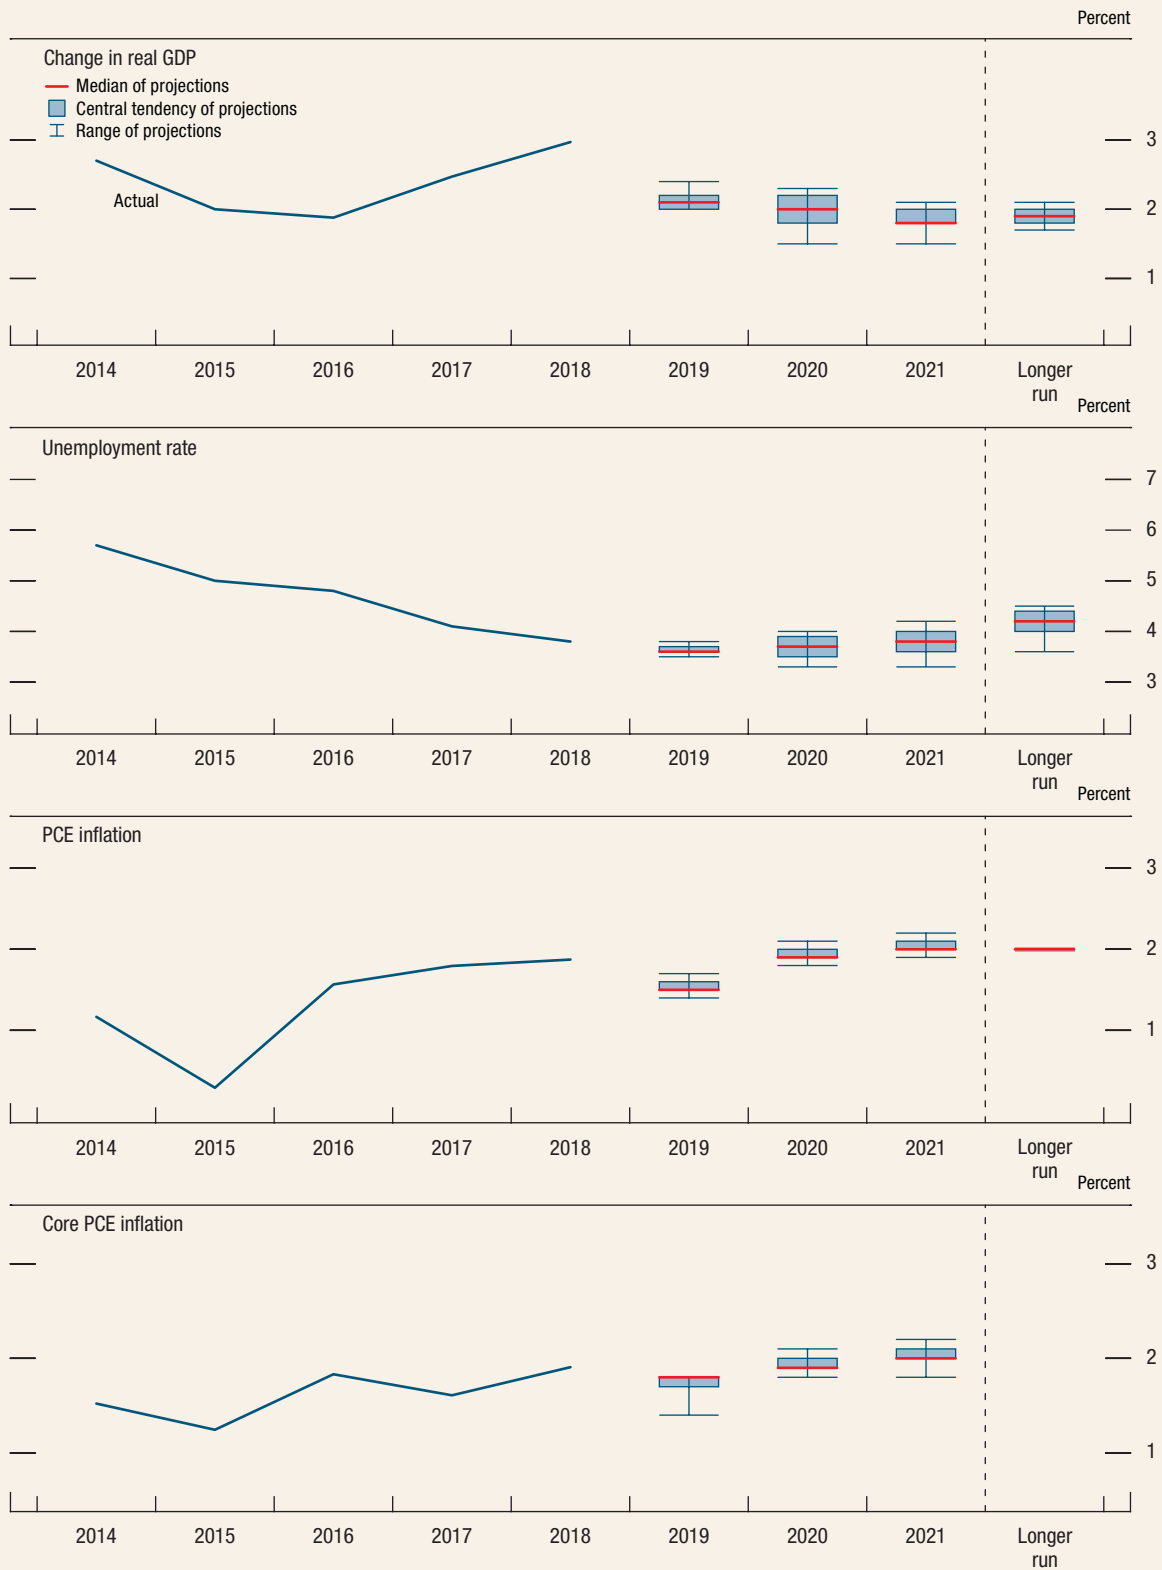 Percent
Change in real GDP
Median of projections
Central tendency of projections
Range of projections
3
Actual
2
1
2014 2015 2016 2017 2018 2019 2020 2021 Longer
run
Percent
Unemployment rate
7
6
5
4
3
2014 2015 2016 2017 2018 2019 2020 2021 Longer
run
Percent
PCE inflation
3
2
1
2014 2015 2016 2017 2018 2019 2020 2021 Longer
run
Percent
Core PCE inflation
3
2
1
2014 2015 2016 2017 2018 2019 2020 2021 Longer
run